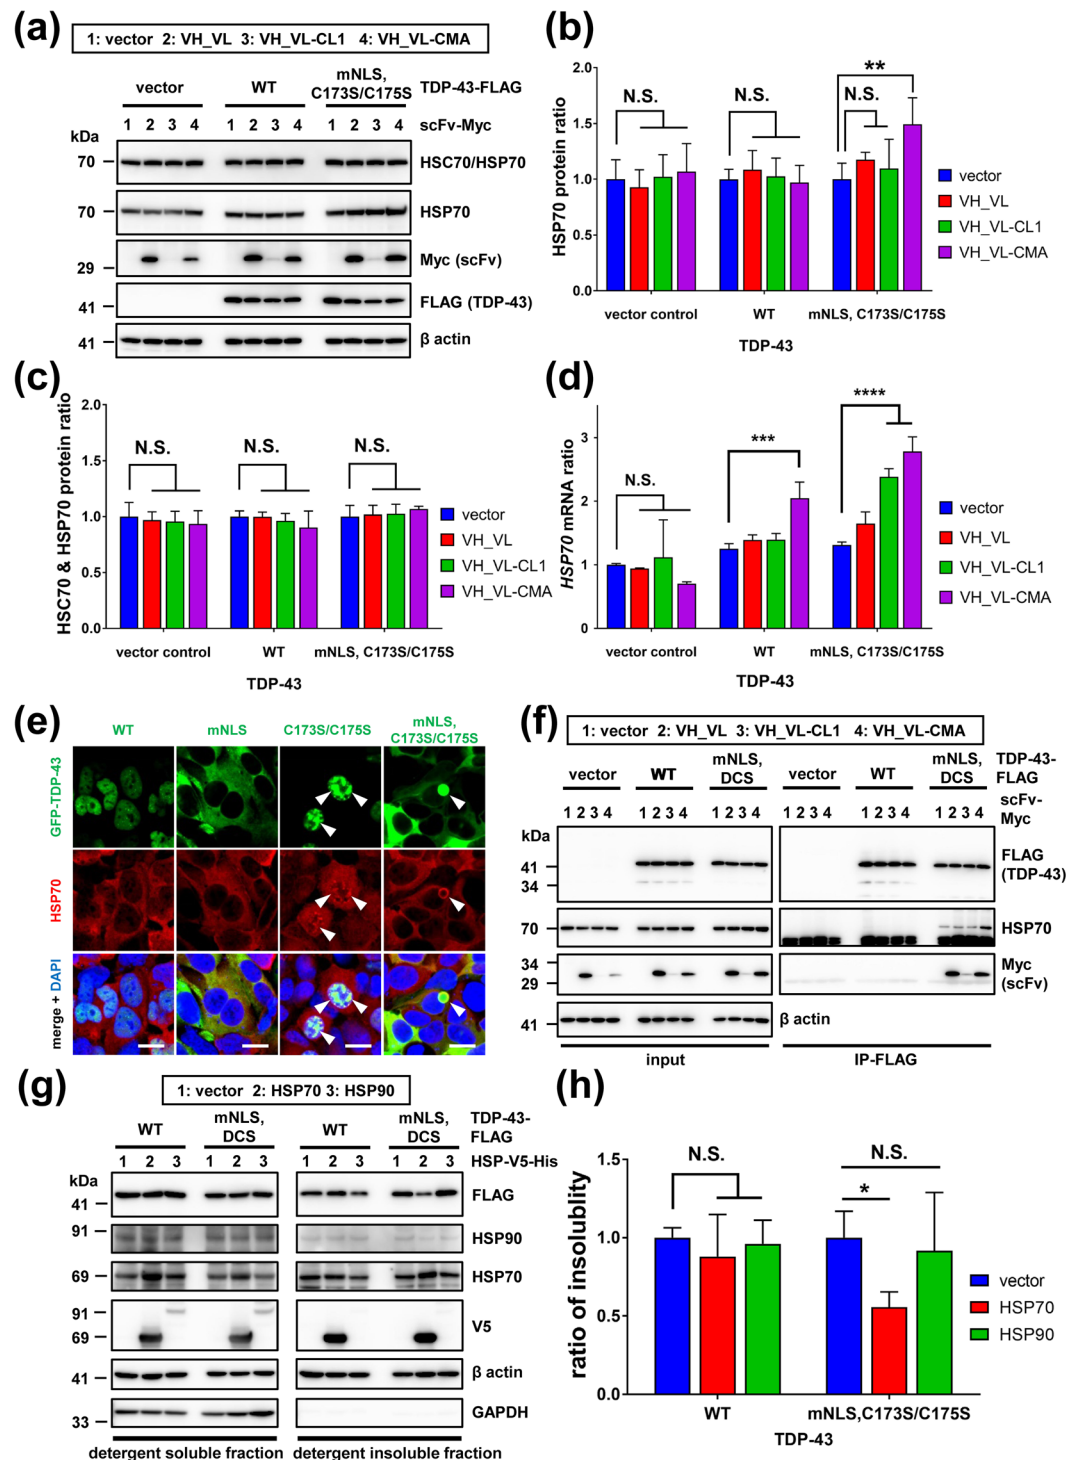 (a)
1: vector 2: VH_VL 3: VH_VL-CL1 4: VH_VL-CMA
vector WT mNLS, C173S/C175S TDP-43-FLAG
1 2 3 4 1 2 3 4 1 2 3 4 scFv-Myc
kDa
70 HSC70/HSP70
70 HSP70
29 Myc (scFv)
41 FLAG (TDP-43)
41 β actin
(b)
HSP70 protein ratio
2.0
1.5
1.0
0.5
0.0
N.S. N.S. N.S. **
vector control WT mNLS, C173S/C175S
TDP-43
vector
VH_VL
VH_VL-CL1
VH_VL-CMA
(c)
HSC70 & HSP70 protein ratio
2.0
1.5
1.0
0.5
0.0
N.S. N.S. N.S.
vector control WT mNLS, C173S/C175S
TDP-43
vector
VH_VL
VH_VL-CL1
VH_VL-CMA
(d)
HSP70 mRNA ratio
3
2
1
0
N.S. *** ****
vector control WT mNLS, C173S/C175S
TDP-43
vector
VH_VL
VH_VL-CL1
VH_VL-CMA
(e)
WT mNLS C173S/C175S mNLS, C173S/C175S
GFP-TDP-43
HSP70
merge + DAPI
(f)
1: vector 2: VH_VL 3: VH_VL-CL1 4: VH_VL-CMA
vector WT mNLS, DCS vector WT mNLS, DCS TDP-43-FLAG
1 2 3 4 1 2 3 4 1 2 3 4 1 2 3 4 1 2 3 4 1 2 3 4 scFv-Myc
kDa
41 FLAG (TDP-43)
34
70 HSP70
34 Myc (scFv)
29
41 β actin
input IP-FLAG
(g)
1: vector 2: HSP70 3: HSP90
WT mNLS, DCS WT mNLS, DCS TDP-43-FLAG
1 2 3 1 2 3 1 2 3 1 2 3 HSP-V5-His
kDa
41 FLAG
91 HSP90
69 HSP70
91 V5
69
41 β actin
33 GAPDH
detergent soluble fraction detergent insoluble fraction
(h)
ratio of insolublity
1.5
1.0
0.5
0.0
N.S. N.S. *
WT mNLS,C173S/C175S
TDP-43
vector
HSP70
HSP90